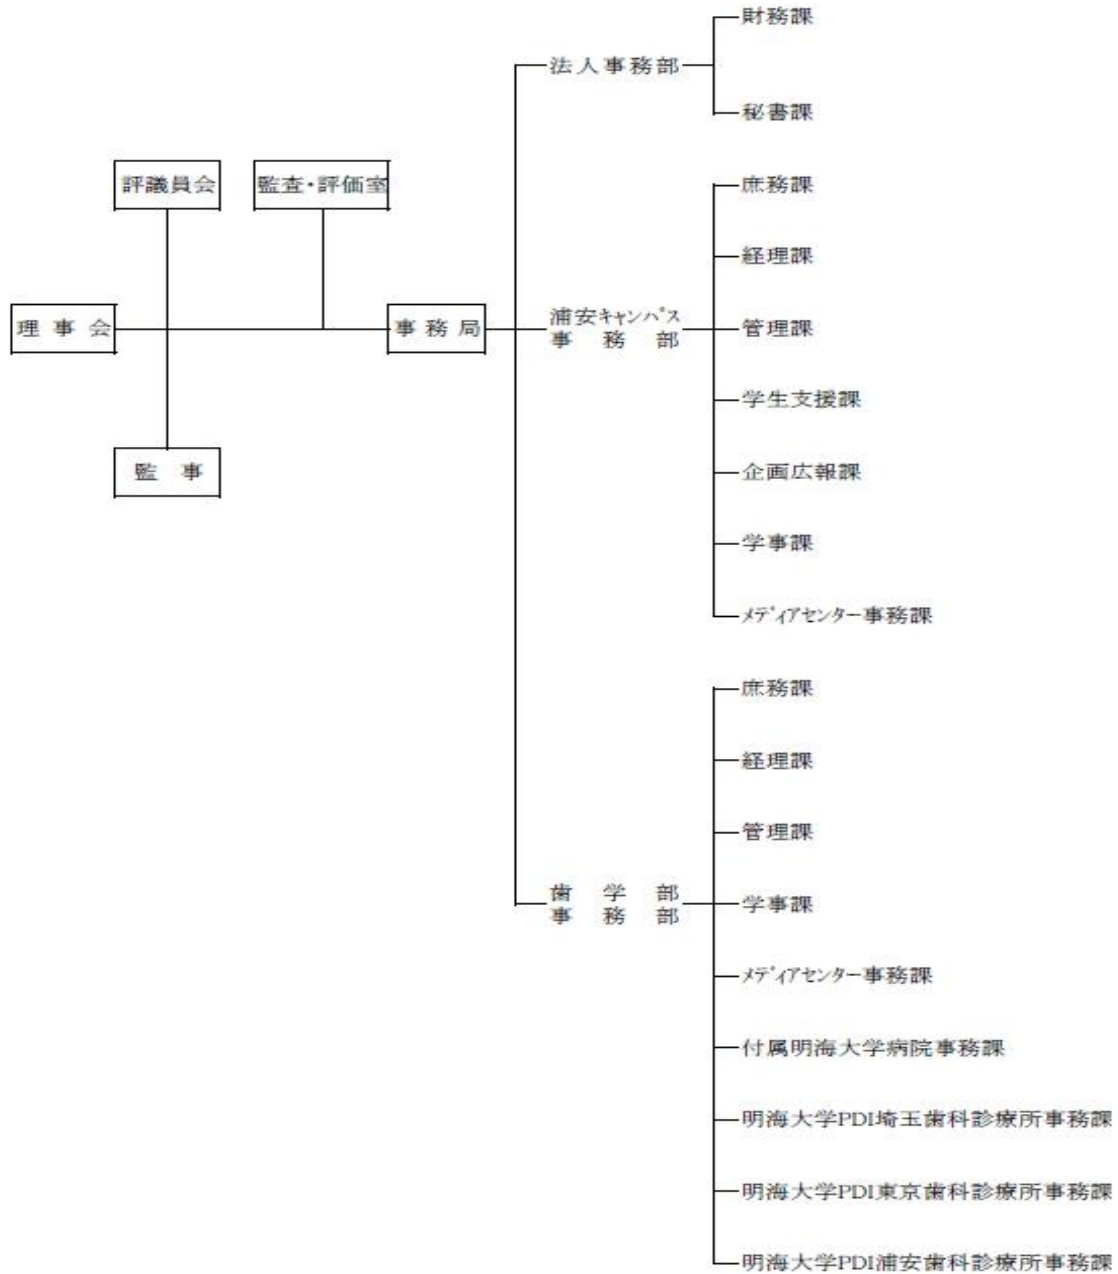 財務課
法人事務部
秘書課
評議員会
監査・評価室
庶務課
経理課
理事会
事務局
浦安ｷｬﾝﾊﾟｽ
事務部
管理課
学生支援課
監事
企画広報課
学事課
ﾒﾃﾞｨｱｾﾝﾀｰ事務課
庶務課
経理課
管理課
歯学部
事務部
学事課
ﾒﾃﾞｨｱｾﾝﾀｰ事務課
付属明海大学病院事務課
明海大学PDI埼玉歯科診療所事務課
明海大学PDI東京歯科診療所事務課
明海大学PDI浦安歯科診療所事務課